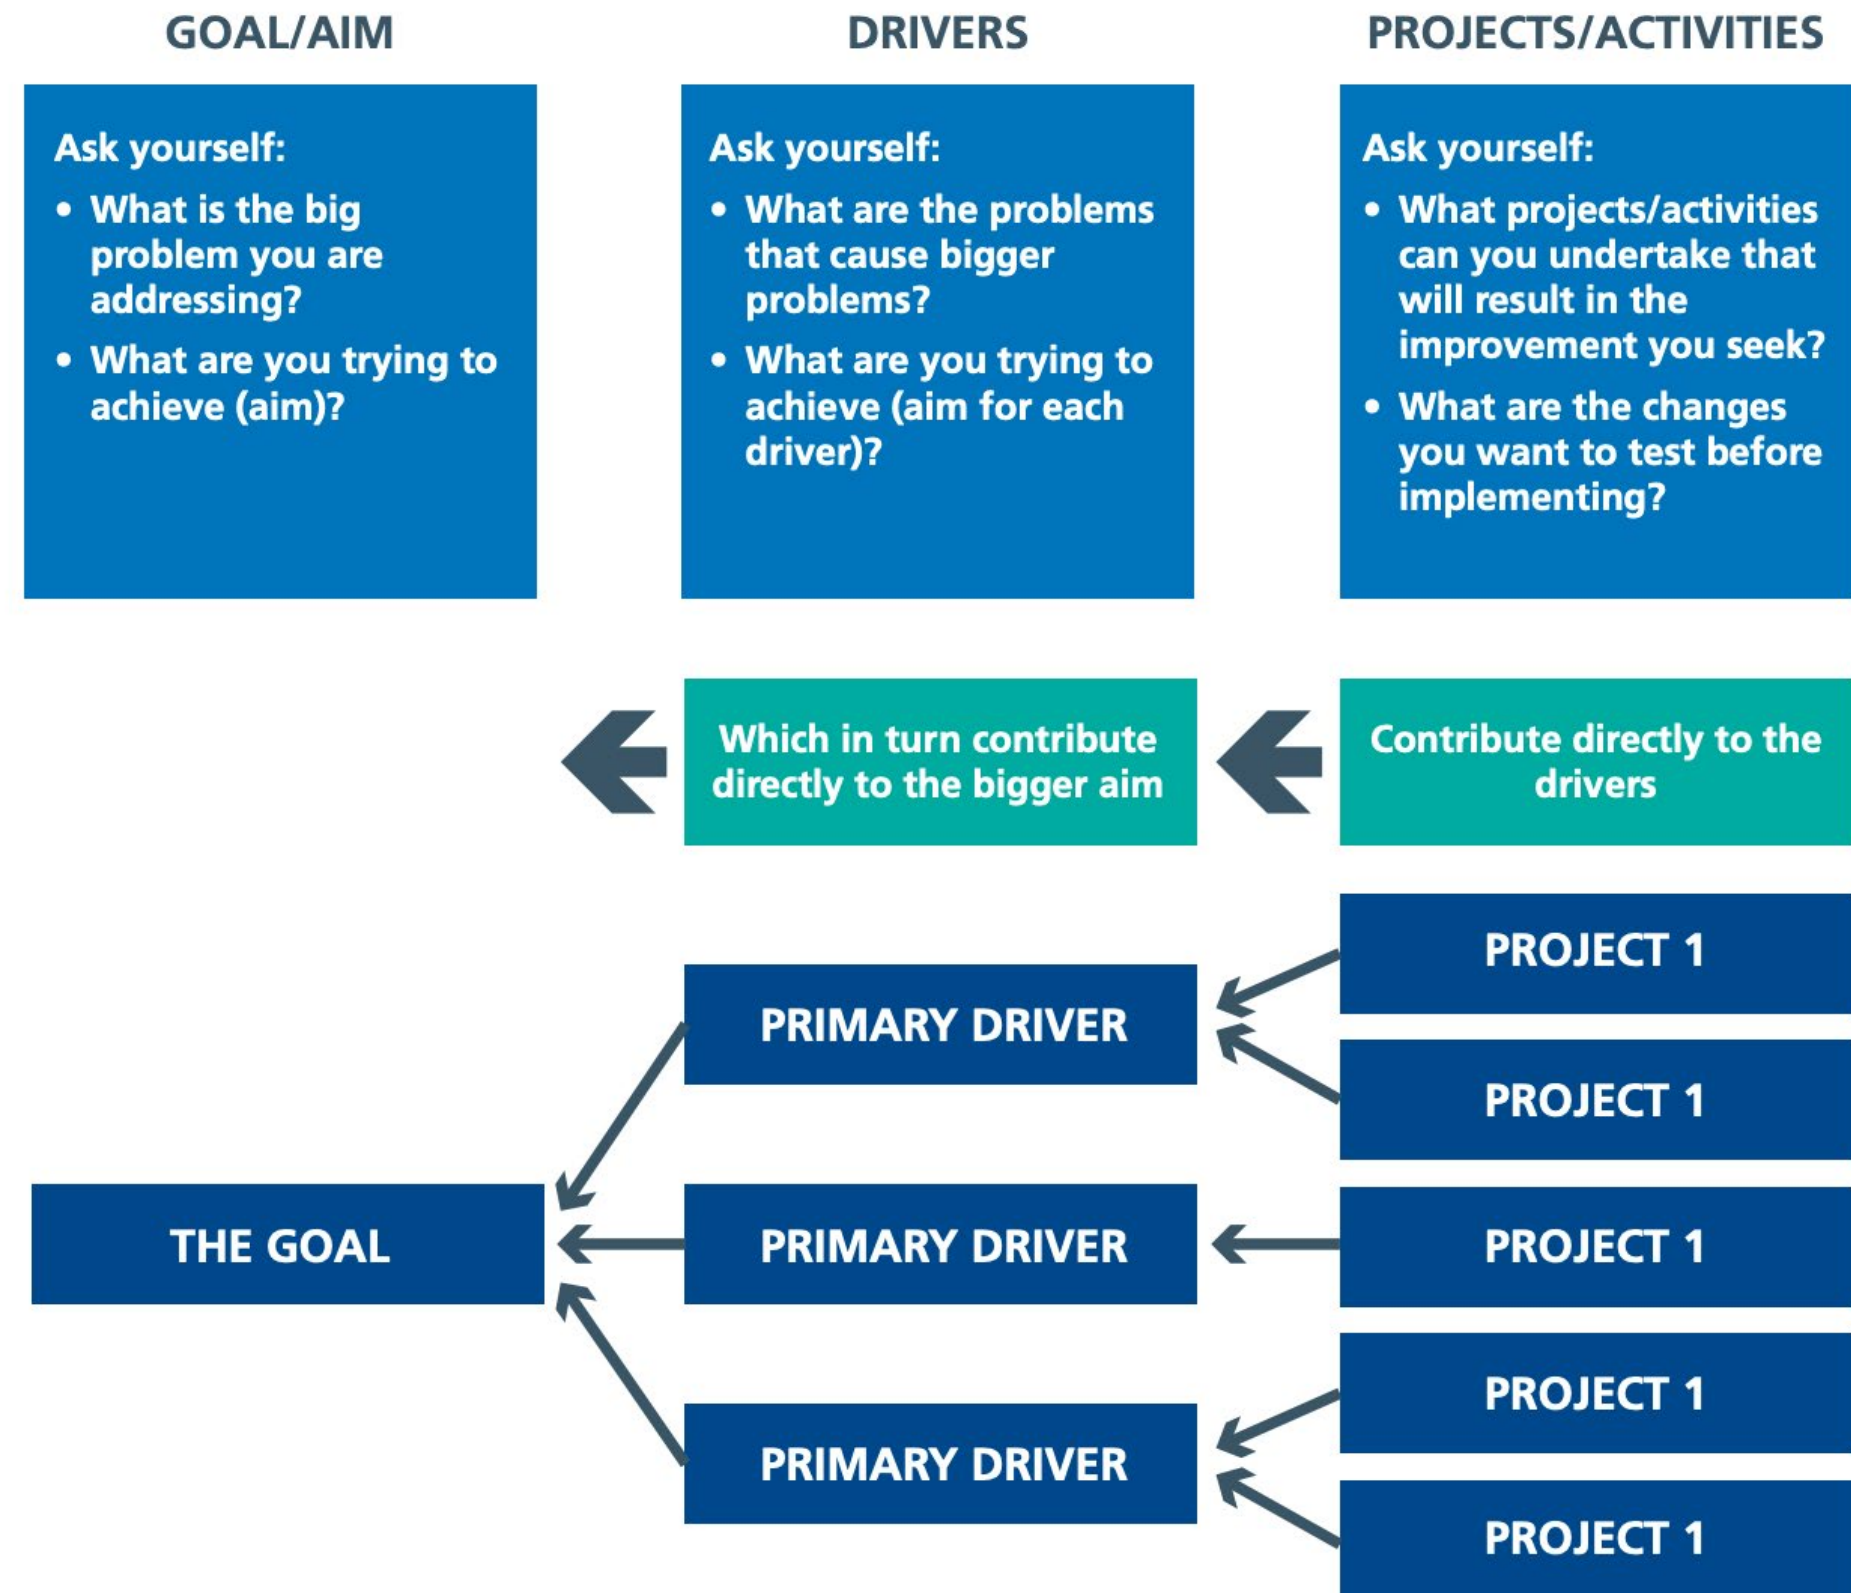 GOAL/AIM
DRIVERS
PROJECTS/ACTIVITIES
Ask yourself:
• What is the big
problem you are
addressing?
• What are you trying to
achieve (aim)?
Ask yourself:
• What are the problems
that cause bigger
problems?
• What are you trying to
achieve (aim for each
driver)?
Ask yourself:
• What projects/activities
can you undertake that
will result in the
improvement you seek?
• What are the changes
you want to test before
implementing?
Which in turn contribute
directly to the bigger aim
Contribute directly to the
drivers
THE GOAL
PRIMARY DRIVER
PRIMARY DRIVER
PRIMARY DRIVER
PROJECT 1
PROJECT 1
PROJECT 1
PROJECT 1
PROJECT 1